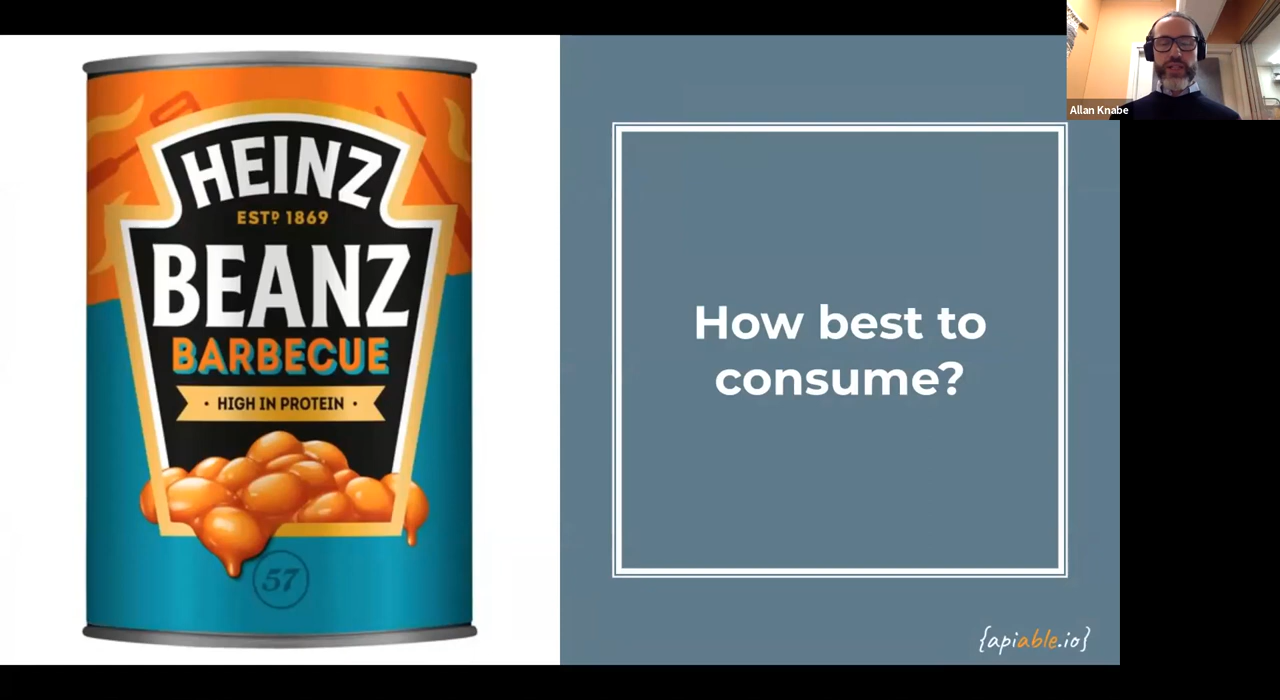 HEINZ
ESTD 1869
BEANZ
BARBECUE
• HIGH IN PROTEIN •
57
How best to
consume?
{apiable.io}
Allan Knabe